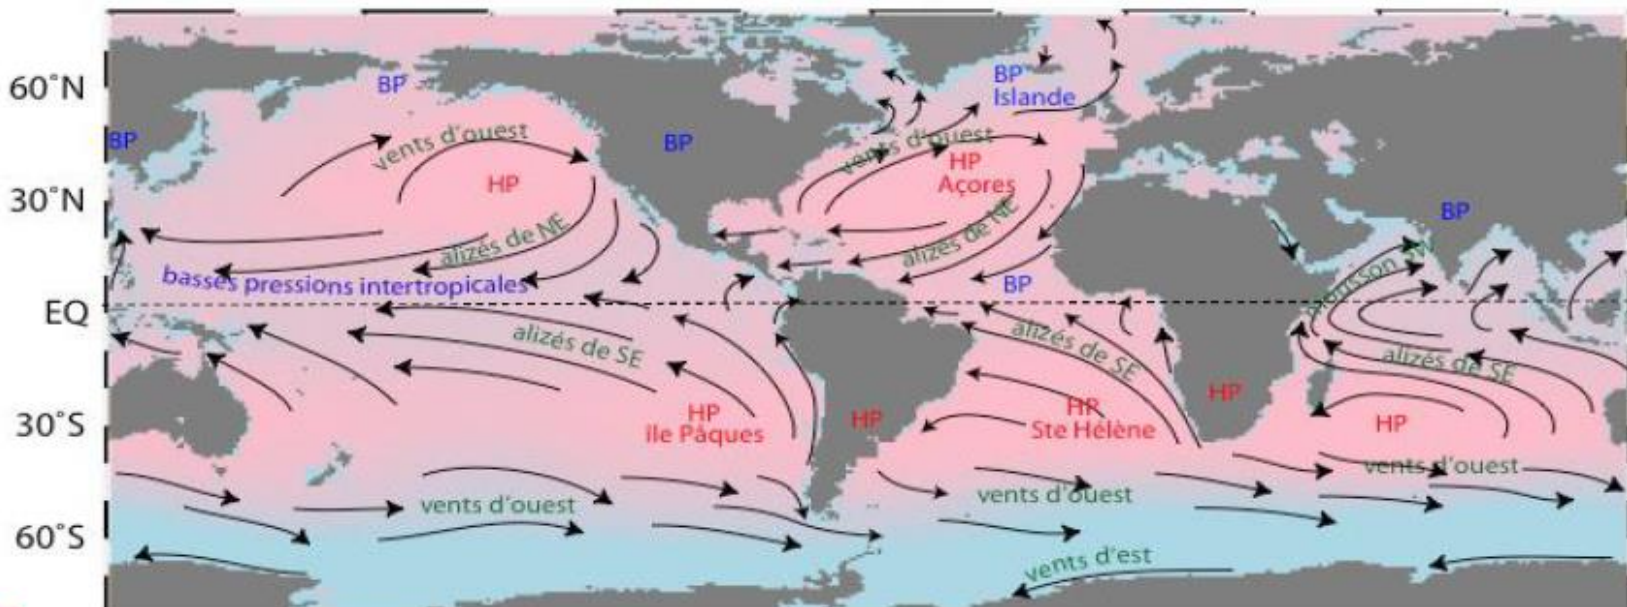 60°N
30°N
EQ
30°S
60°S
BP
BP
vents d'ouest
HP
alizés de NE
basses pressions intertropicales
alizés de SE
HP
île Pâques
vents d'ouest
BP
BP
Islande
vents d'ouest
HP
Açores
alizés de NE
BP
alizés de SE
HP
HP
Ste Hélène
vents d'ouest
vents d'est
HP
BP
mousson SW
alizés de SE
HP
vents d'ouest